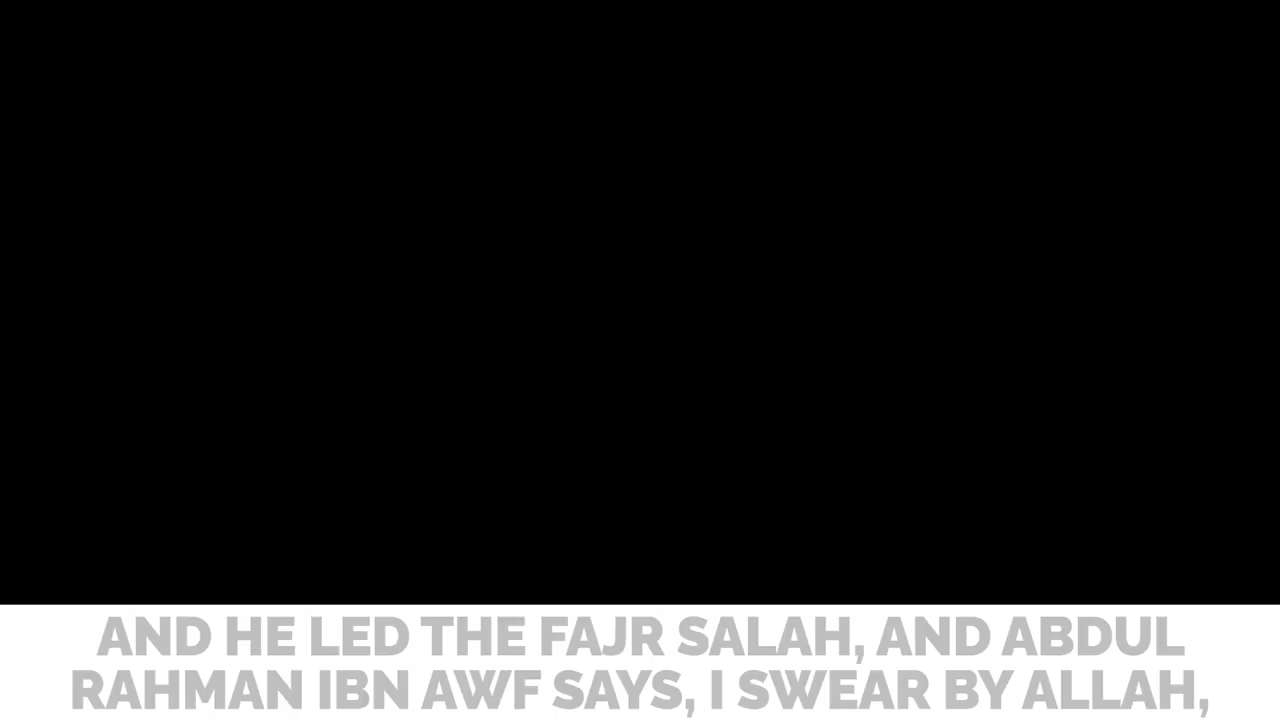 AND HE LED THE FAJR SALAH, AND ABDUL
RAHMAN IBN AWF SAYS, I SWEAR BY ALLAH,